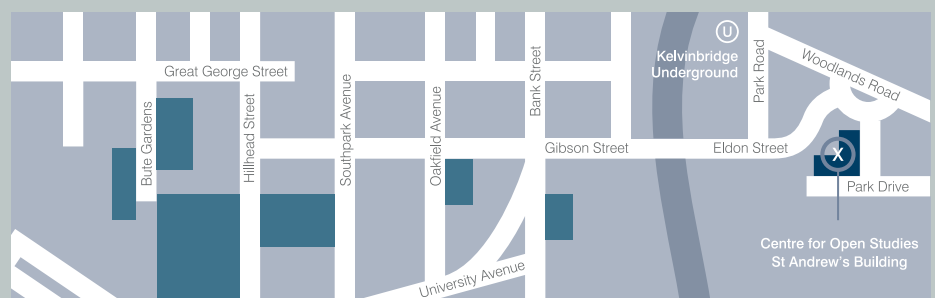 U
Kelvinbridge
Underground
Park Road
Woodlands Road
Great George Street
Bute Gardens
Hillhead Street
Southpark Avenue
Oakfield Avenue
Bank Street
Gibson Street
Eldon Street
X
Park Drive
University Avenue
Centre for Open Studies
St Andrew's Building